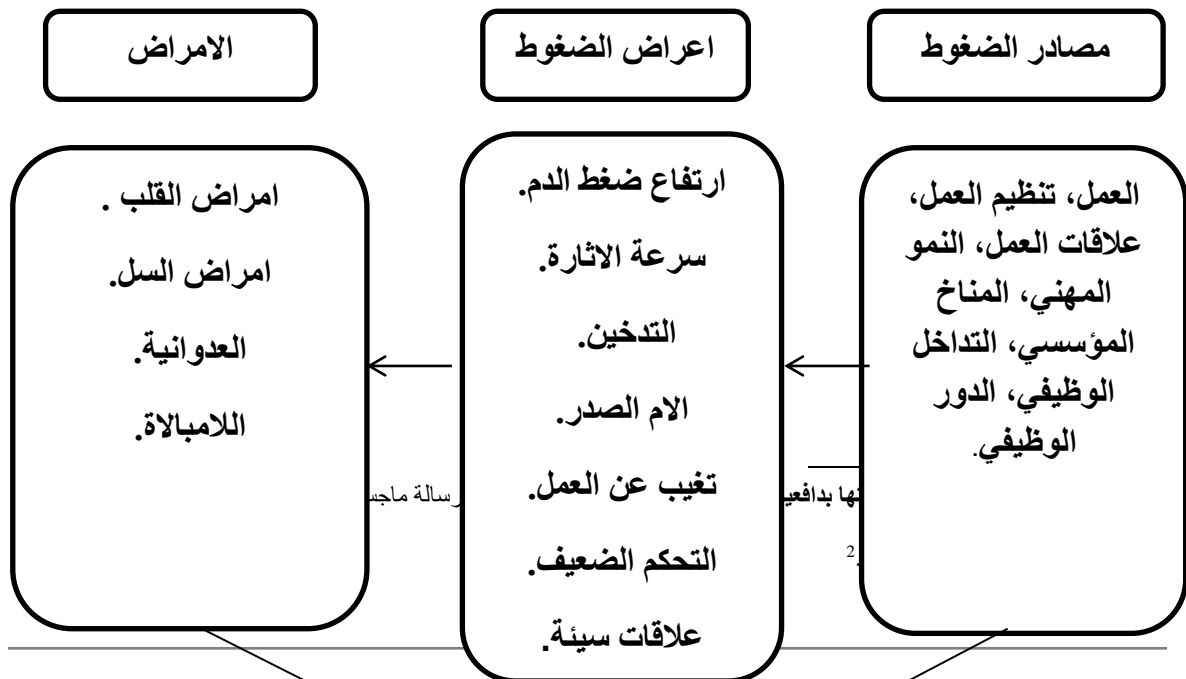 مصادر الضغوط
اعراض الضغوط
الامراض
العمل، تنظيم العمل،
علاقات العمل، النمو
المهني، المناخ
المؤسسي، التداخل
الوظيفي، الدور
الوظيفي.
ارتفاع ضغط الدم.
سرعة الاثارة.
التدخين.
الام الصدر.
تغيب عن العمل.
التحكم الضعيف.
علاقات سيئة.
امراض القلب .
امراض السل.
العدوانية.
اللامبالاة.
رسالة
2